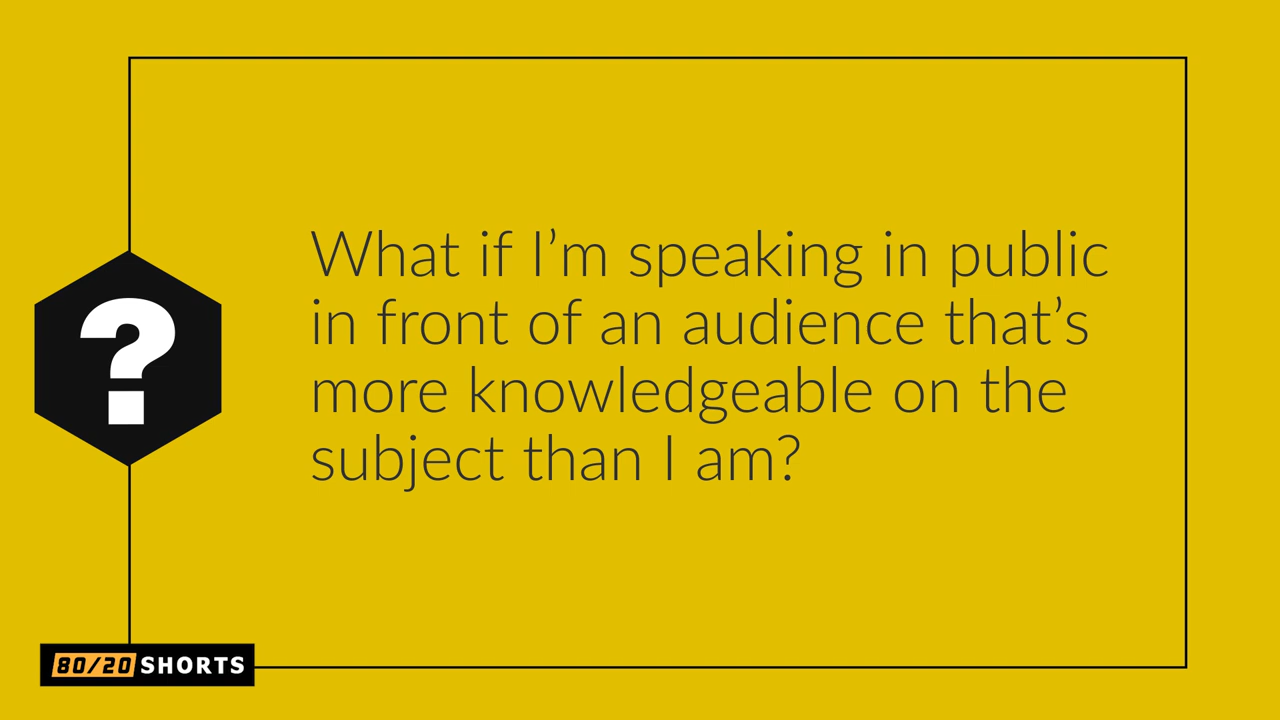 What if I’m speaking in public
in front of an audience that’s
more knowledgeable on the
subject than I am?
?
80/20 SHORTS